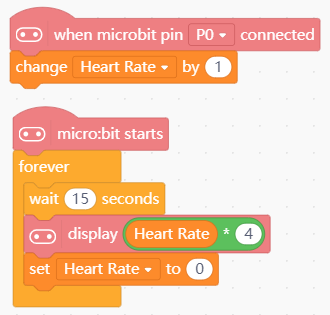 when microbit pin P0 connected
change Heart Rate by 1
micro:bit starts
forever
wait 15 seconds
display Heart Rate * 4
set Heart Rate to 0